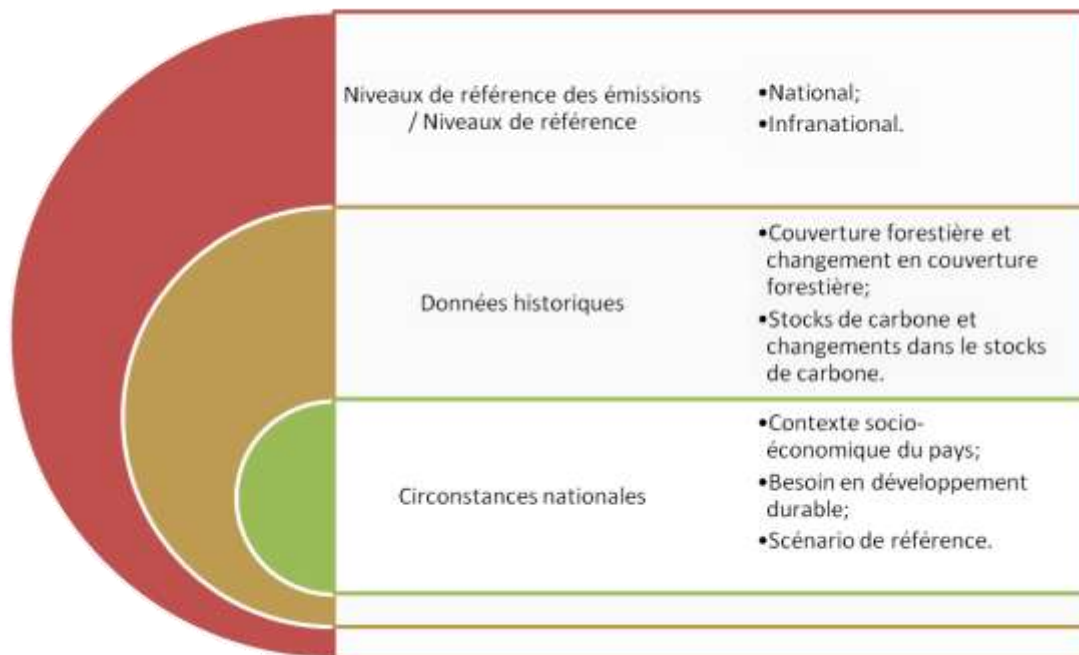 Niveaux de référence des émissions
/ Niveaux de référence
•National;
•Infranational.
Données historiques
•Couverture forestière et
changement en couverture
forestière;
•Stocks de carbone et
changements dans le stocks
de carbone.
Circonstances nationales
•Contexte socio-
économique du pays;
•Besoin en développement
durable;
•Scénario de référence.